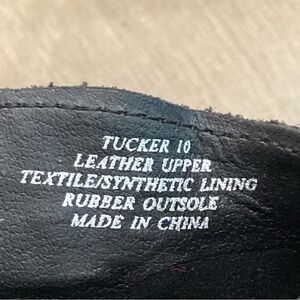 TUCKER 10
LEATHER UPPER
TEXTILE/SYNTHETIC LINING
RUBBER OUTSOLE
MADE IN CHINA